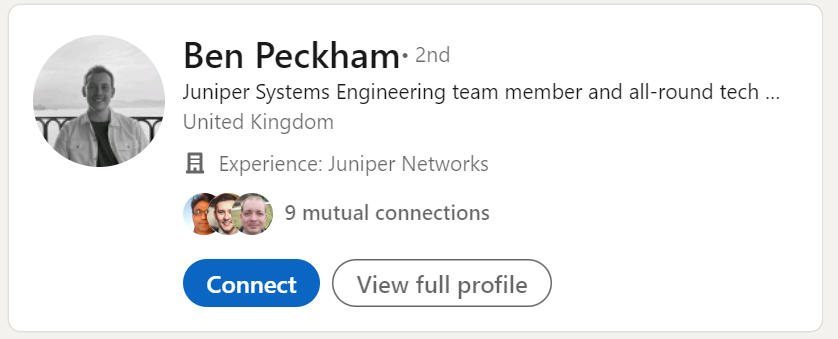 Ben Peckham• 2nd
Juniper Systems Engineering team member and all-round tech ...
United Kingdom
Experience: Juniper Networks
9 mutual connections
Connect
View full profile